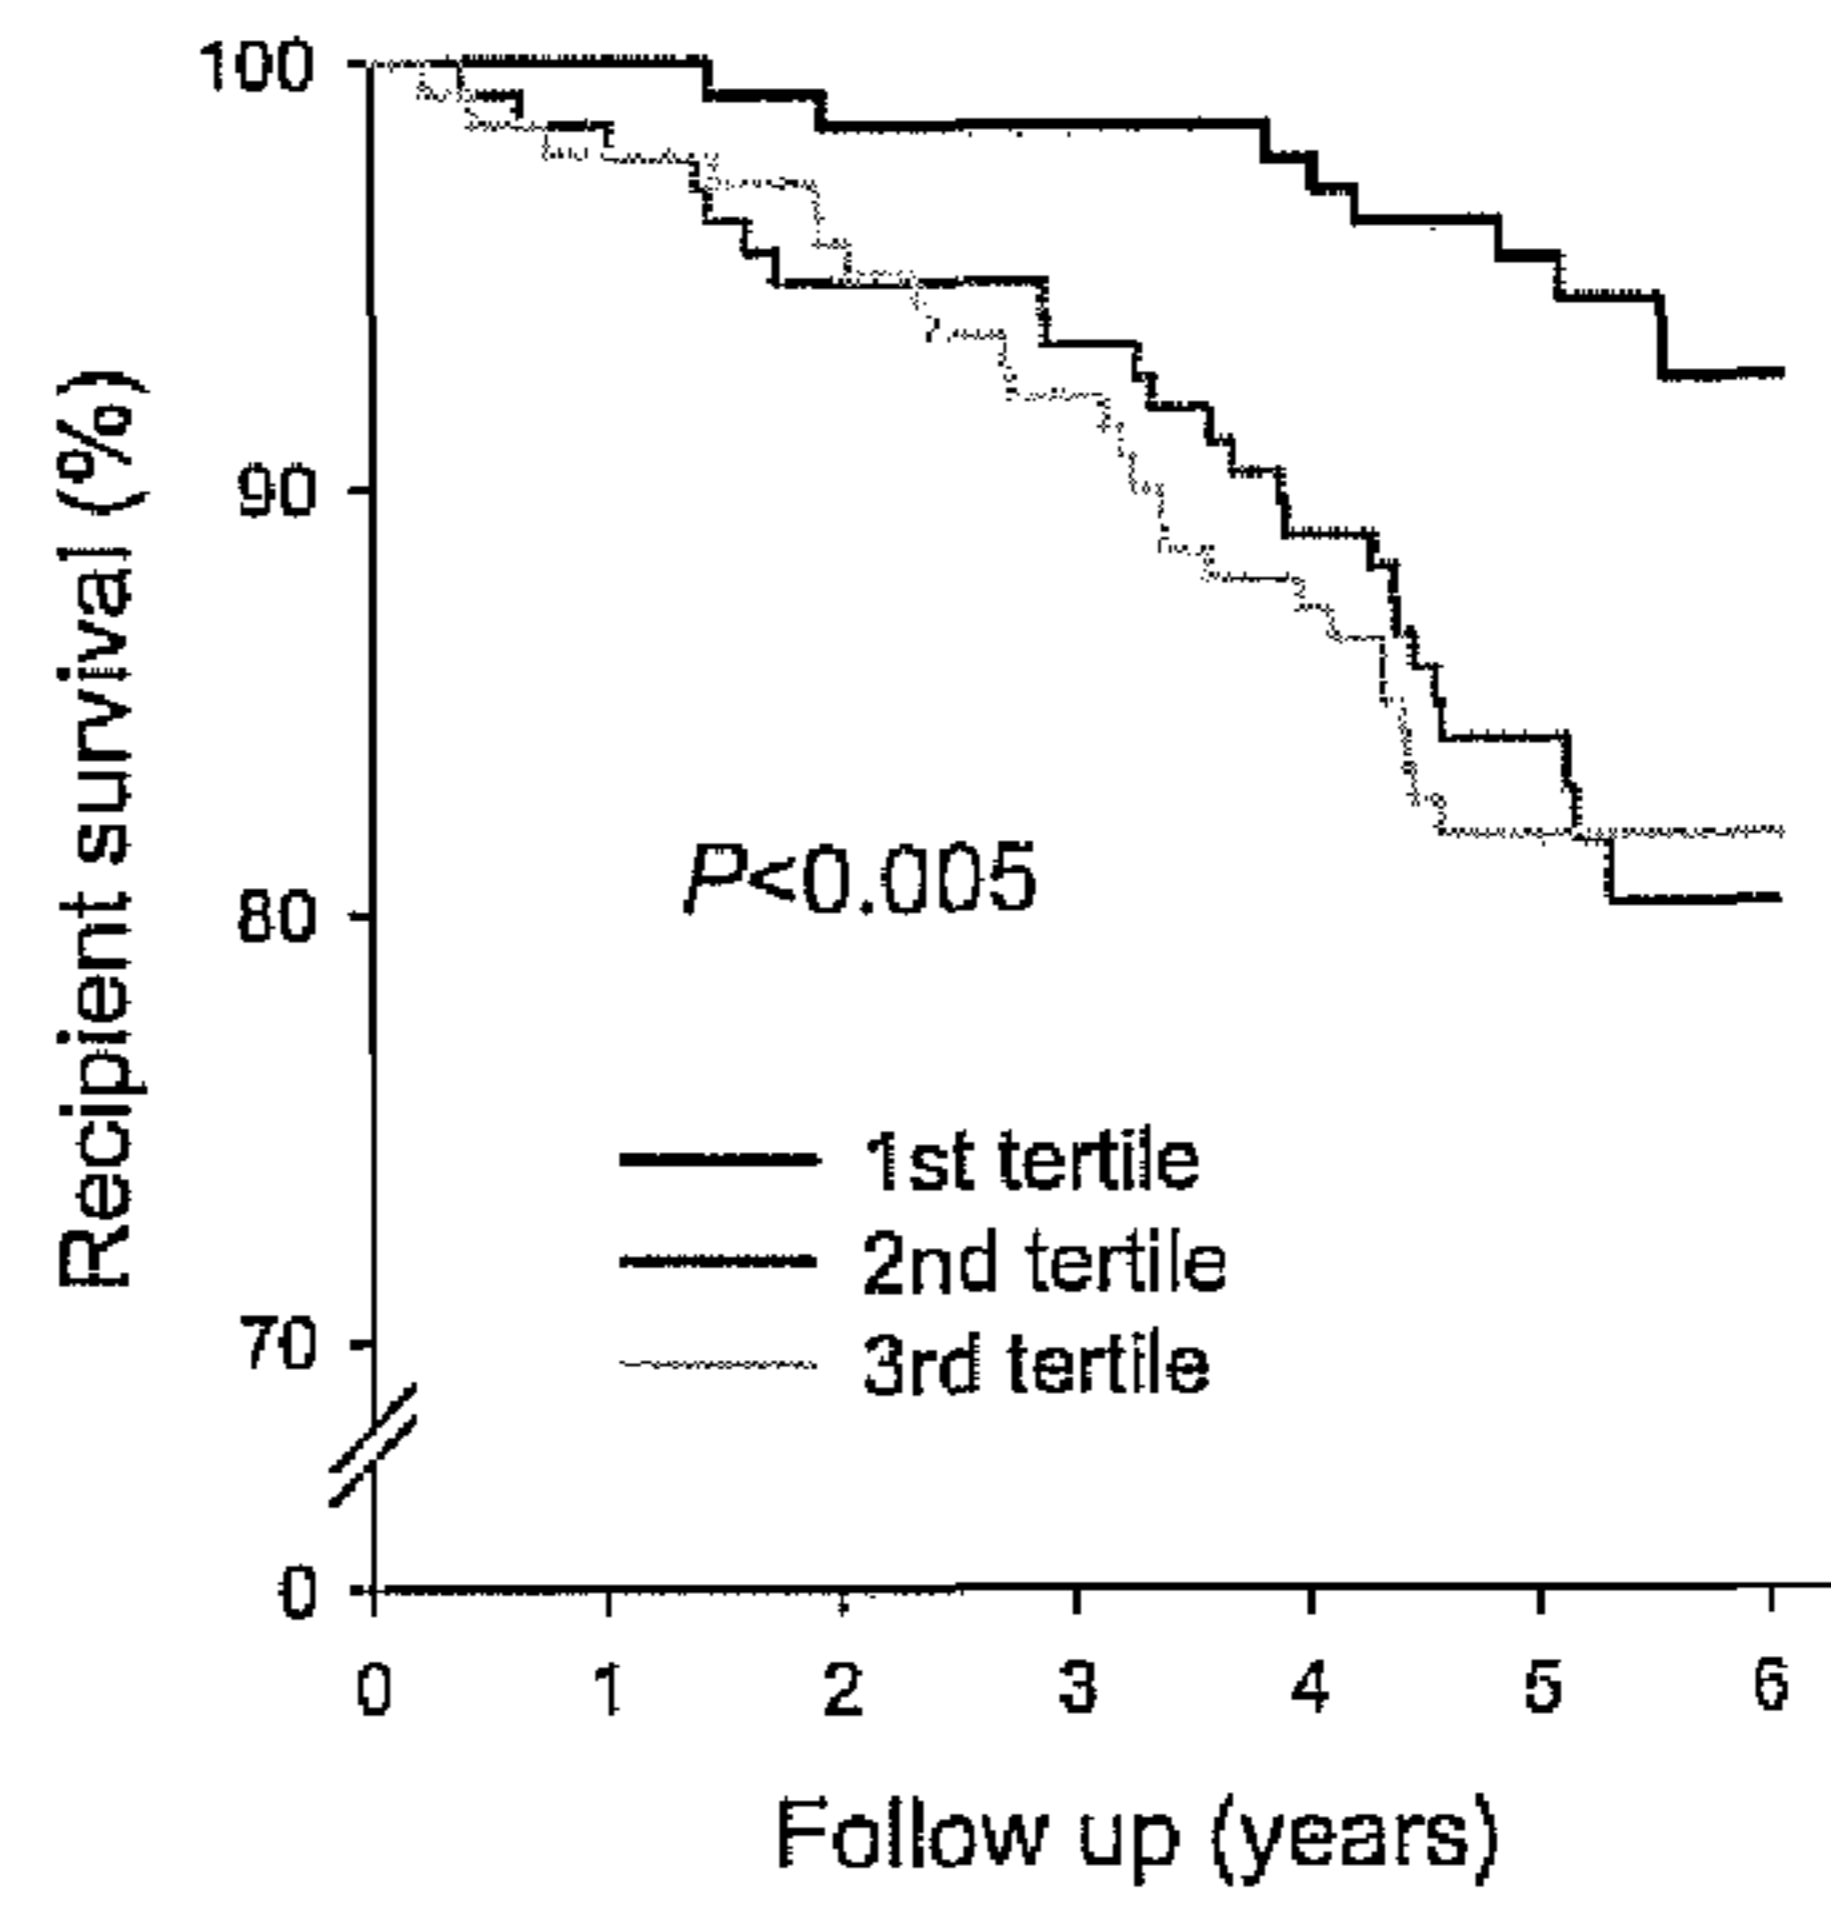 Recipient survival (%)
100
90
80
70
0
P<0.005
1st tertile
2nd tertile
3rd tertile
0 1 2 3 4 5 6
Follow up (years)